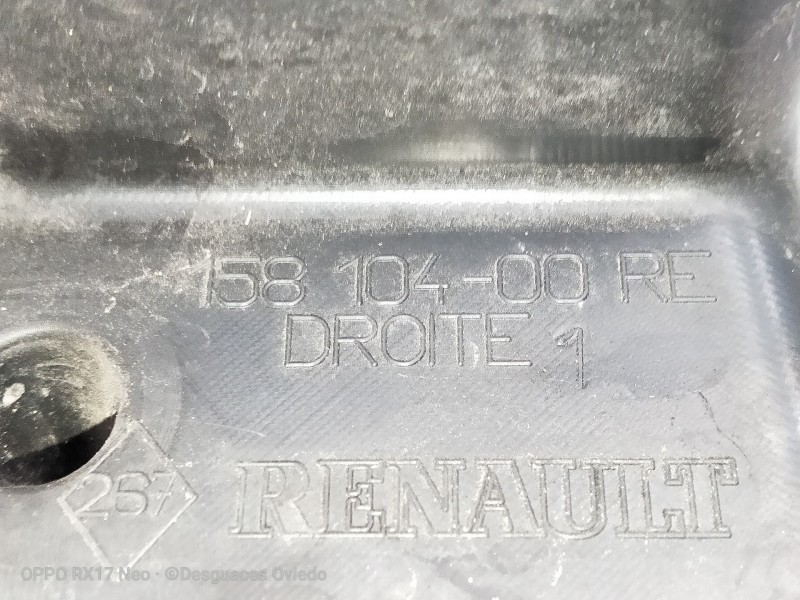 158 104-00 RE
DROITE 1
267
RENAULT
OPPO RX17 Neo · ©Desguaces Oviedo